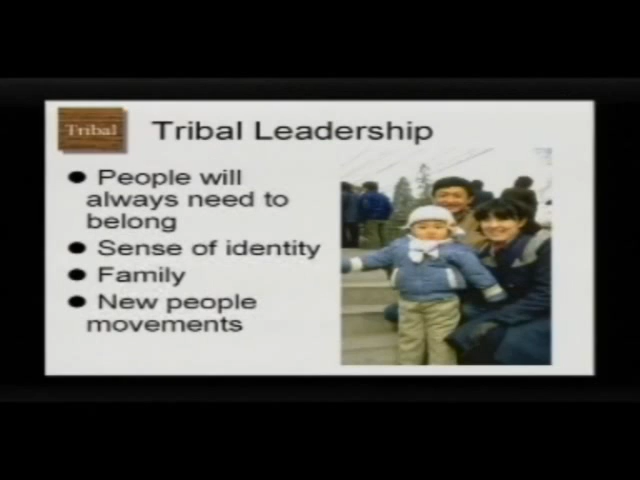 Tribal
Tribal Leadership
● People will
always need to
belong
● Sense of identity
● Family
● New people
movements